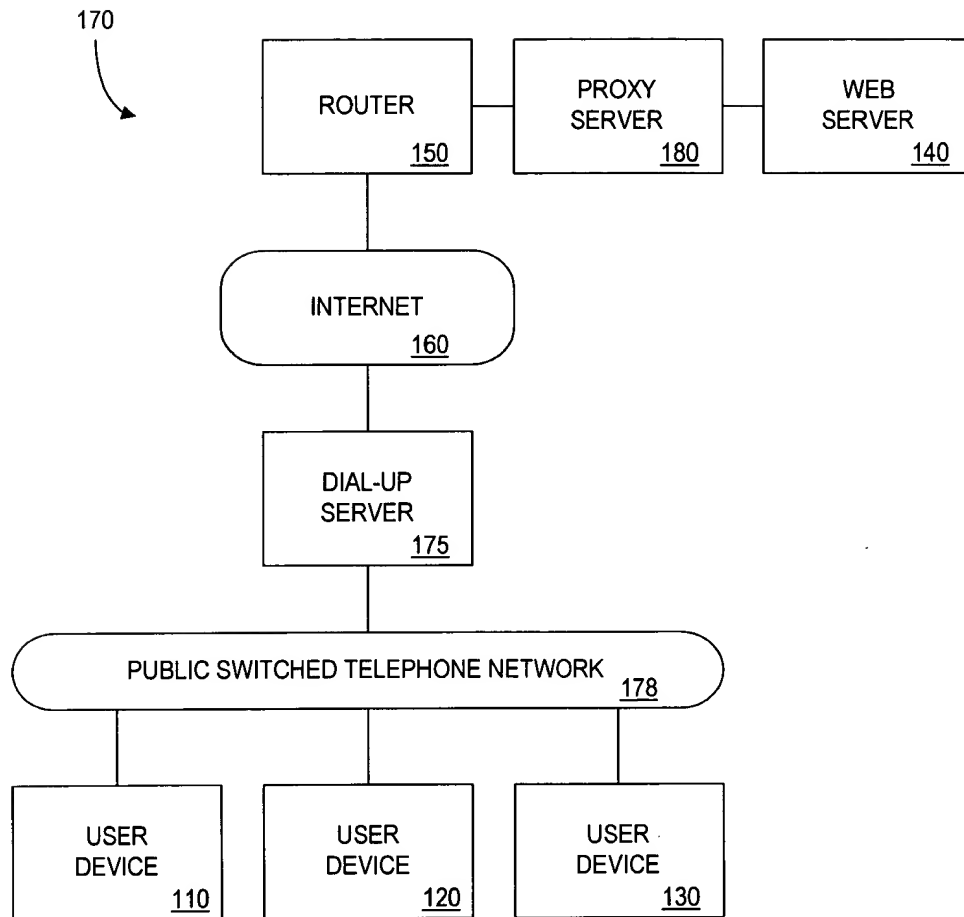 170
ROUTER
150
PROXY
SERVER
180
WEB
SERVER
140
INTERNET
160
DIAL-UP
SERVER
175
PUBLIC SWITCHED TELEPHONE NETWORK
178
USER
DEVICE
110
USER
DEVICE
120
USER
DEVICE
130